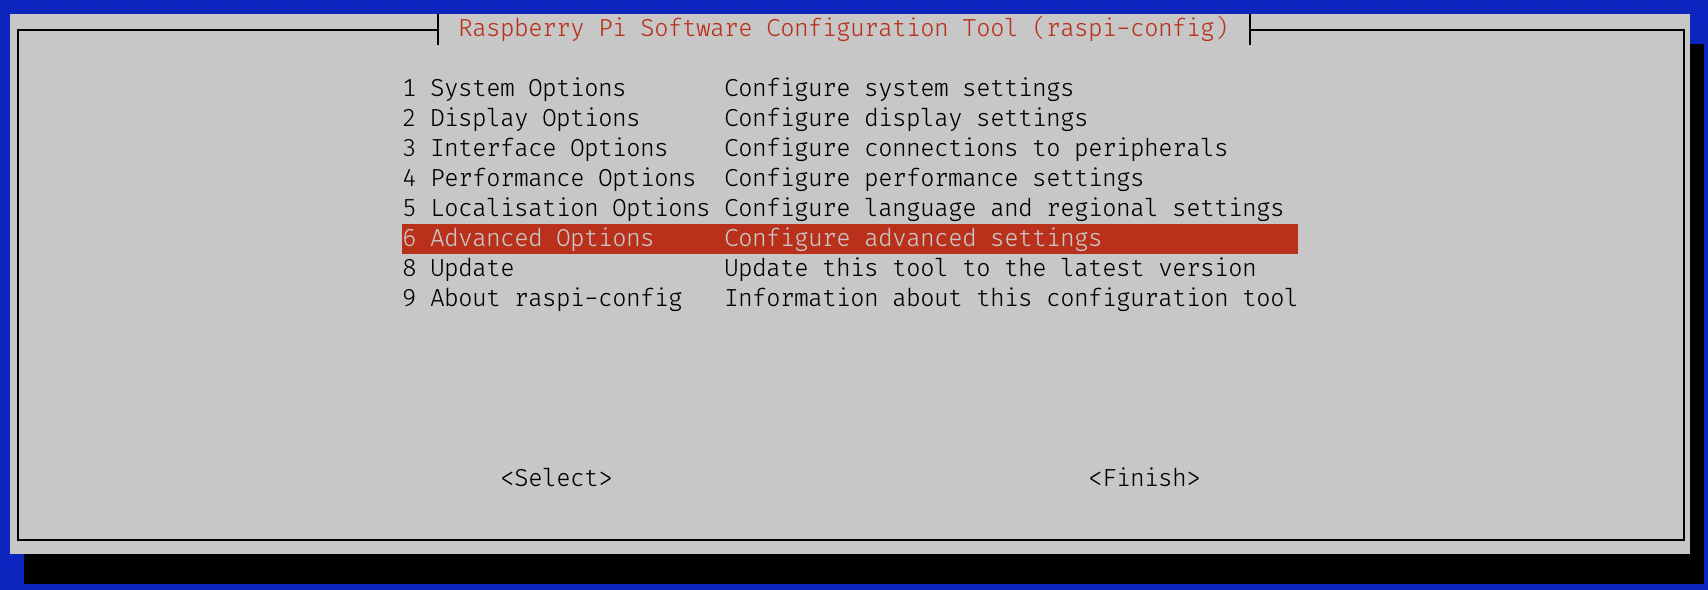 Raspberry Pi Software Configuration Tool (raspi-config)
1 System Options Configure system settings
2 Display Options Configure display settings
3 Interface Options Configure connections to peripherals
4 Performance Options Configure performance settings
5 Localisation Options Configure language and regional settings
6 Advanced Options Configure advanced settings
8 Update Update this tool to the latest version
9 About raspi-config Information about this configuration tool
<Select> <Finish>